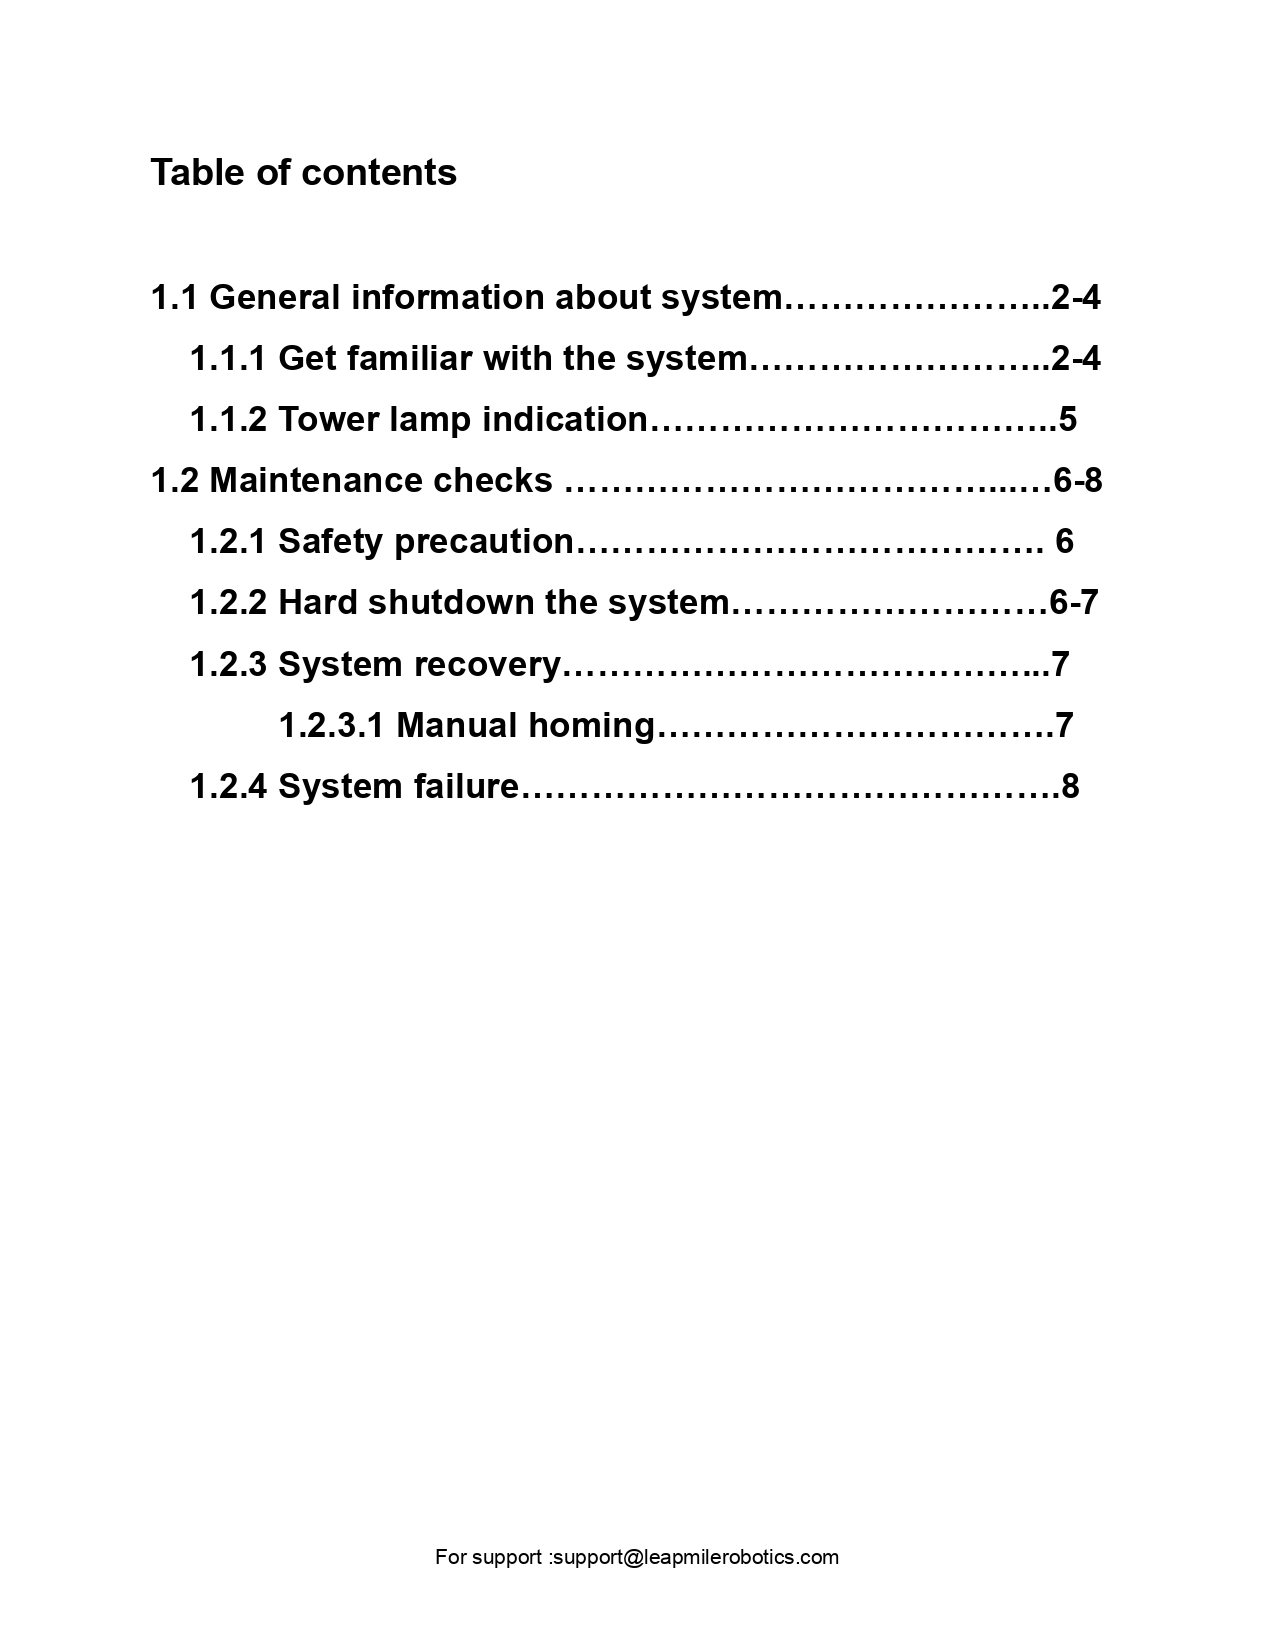 Table of contents
1.1 General information about system…………………..2-4
1.1.1 Get familiar with the system……………………..2-4
1.1.2 Tower lamp indication……………………………..5
1.2 Maintenance checks ………………………………...…6-8
1.2.1 Safety precaution…………………………………. 6
1.2.2 Hard shutdown the system………………………6-7
1.2.3 System recovery…………………………………...7
1.2.3.1 Manual homing…………………………….7
1.2.4 System failure……………………………………….8
For support :support@leapmilerobotics.com